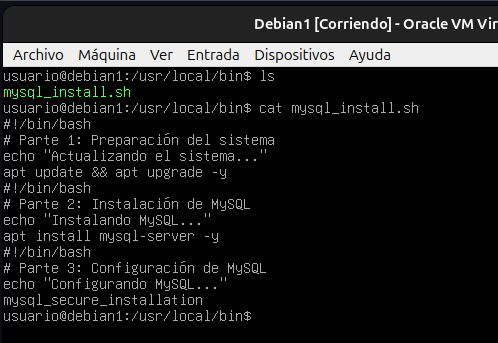 Debian1 [Corriendo] - Oracle VM Vir
Archivo Máquina Ver Entrada Dispositivos Ayuda
usuario@debian1:/usr/local/bin$ ls
mysql_install.sh
usuario@debian1:/usr/local/bin$ cat mysql_install.sh
#!/bin/bash
# Parte 1: Preparación del sistema
echo "Actualizando el sistema..."
apt update && apt upgrade -y
#!/bin/bash
# Parte 2: Instalación de MySQL
echo "Instalando MySQL..."
apt install mysql-server -y
#!/bin/bash
# Parte 3: Configuración de MySQL
echo "Configurando MySQL..."
mysql_secure_installation
usuario@debian1:/usr/local/bin$